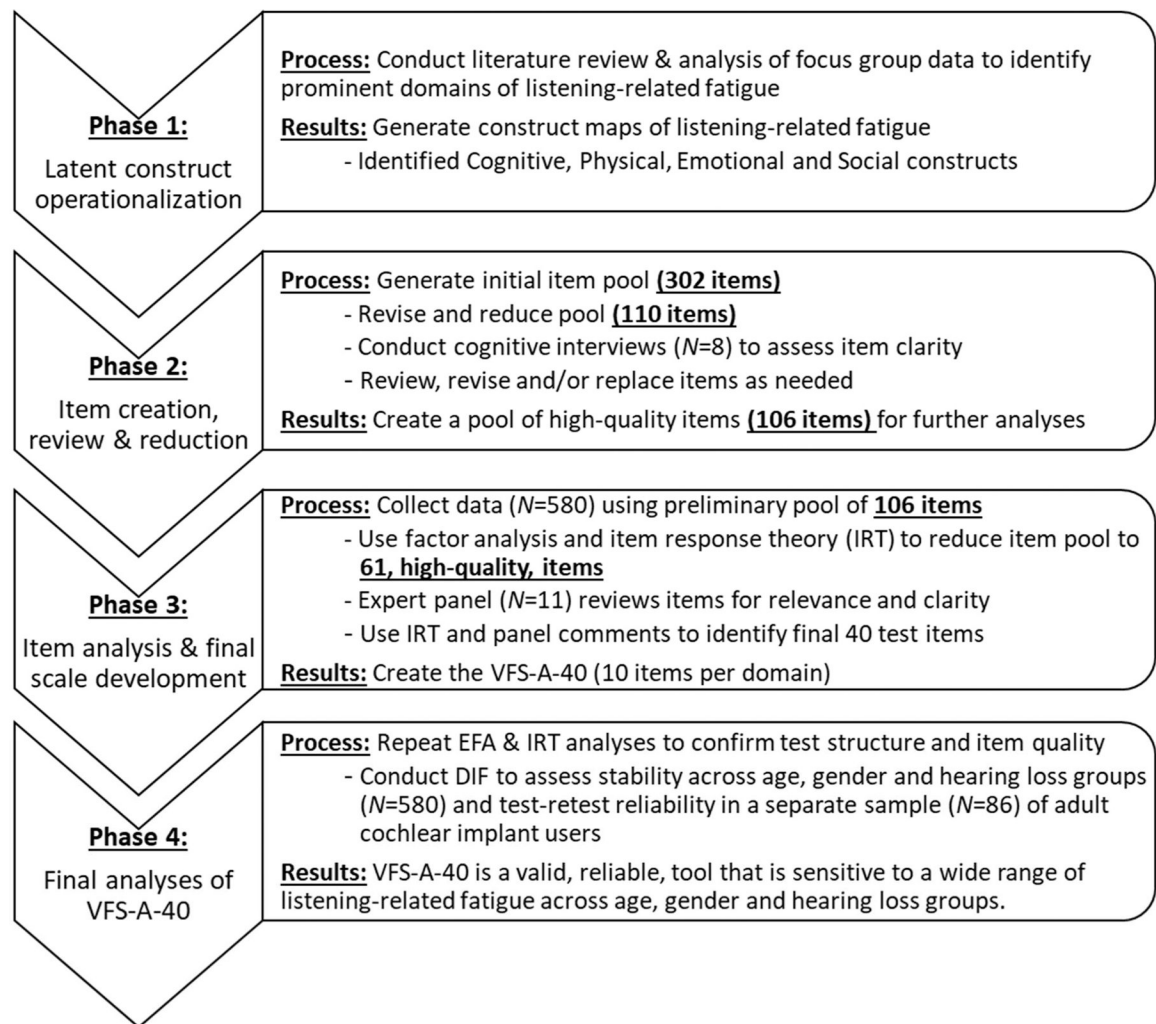 Phase 1:
Latent construct
operationalization
Process: Conduct literature review & analysis of focus group data to identify
prominent domains of listening-related fatigue
Results: Generate construct maps of listening-related fatigue
- Identified Cognitive, Physical, Emotional and Social constructs
Phase 2:
Item creation,
review & reduction
Process: Generate initial item pool (302 items)
- Revise and reduce pool (110 items)
- Conduct cognitive interviews (N=8) to assess item clarity
- Review, revise and/or replace items as needed
Results: Create a pool of high-quality items (106 items) for further analyses
Phase 3:
Item analysis & final
scale development
Process: Collect data (N=580) using preliminary pool of 106 items
- Use factor analysis and item response theory (IRT) to reduce item pool to
61, high-quality, items
- Expert panel (N=11) reviews items for relevance and clarity
- Use IRT and panel comments to identify final 40 test items
Results: Create the VFS-A-40 (10 items per domain)
Phase 4:
Final analyses of
VFS-A-40
Process: Repeat EFA & IRT analyses to confirm test structure and item quality
- Conduct DIF to assess stability across age, gender and hearing loss groups
(N=580) and test-retest reliability in a separate sample (N=86) of adult
cochlear implant users
Results: VFS-A-40 is a valid, reliable, tool that is sensitive to a wide range of
listening-related fatigue across age, gender and hearing loss groups.